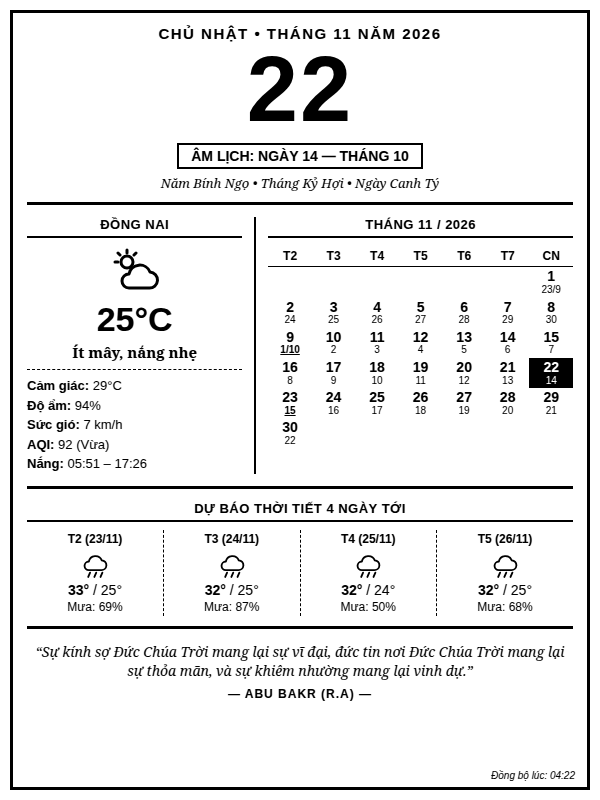 CHỦ NHẬT • THÁNG 11 NĂM 2026
22
ÂM LỊCH: NGÀY 14 — THÁNG 10
Năm Bính Ngọ • Tháng Kỷ Hợi • Ngày Canh Tý
ĐỒNG NAI
25°C
Ít mây, nắng nhẹ
Cảm giác: 29°C
Độ ẩm: 94%
Sức gió: 7 km/h
AQI: 92 (Vừa)
Nắng: 05:51 – 17:26
THÁNG 11 / 2026
T2 T3 T4 T5 T6 T7 CN
1
23/9
2 3 4 5 6 7 8
24 25 26 27 28 29 30
9 10 11 12 13 14 15
1/10 2 3 4 5 6 7
16 17 18 19 20 21 22
8 9 10 11 12 13 14
23 24 25 26 27 28 29
15 16 17 18 19 20 21
30
22
DỰ BÁO THỜI TIẾT 4 NGÀY TỚI
T2 (23/11) T3 (24/11) T4 (25/11) T5 (26/11)
33° / 25° 32° / 25° 32° / 24° 32° / 25°
Mưa: 69% Mưa: 87% Mưa: 50% Mưa: 68%
“Sự kính sợ Đức Chúa Trời mang lại sự vĩ đại, đức tin nơi Đức Chúa Trời mang lại
sự thỏa mãn, và sự khiêm nhường mang lại vinh dự.”
— ABU BAKR (R.A) —
Đồng bộ lúc: 04:22